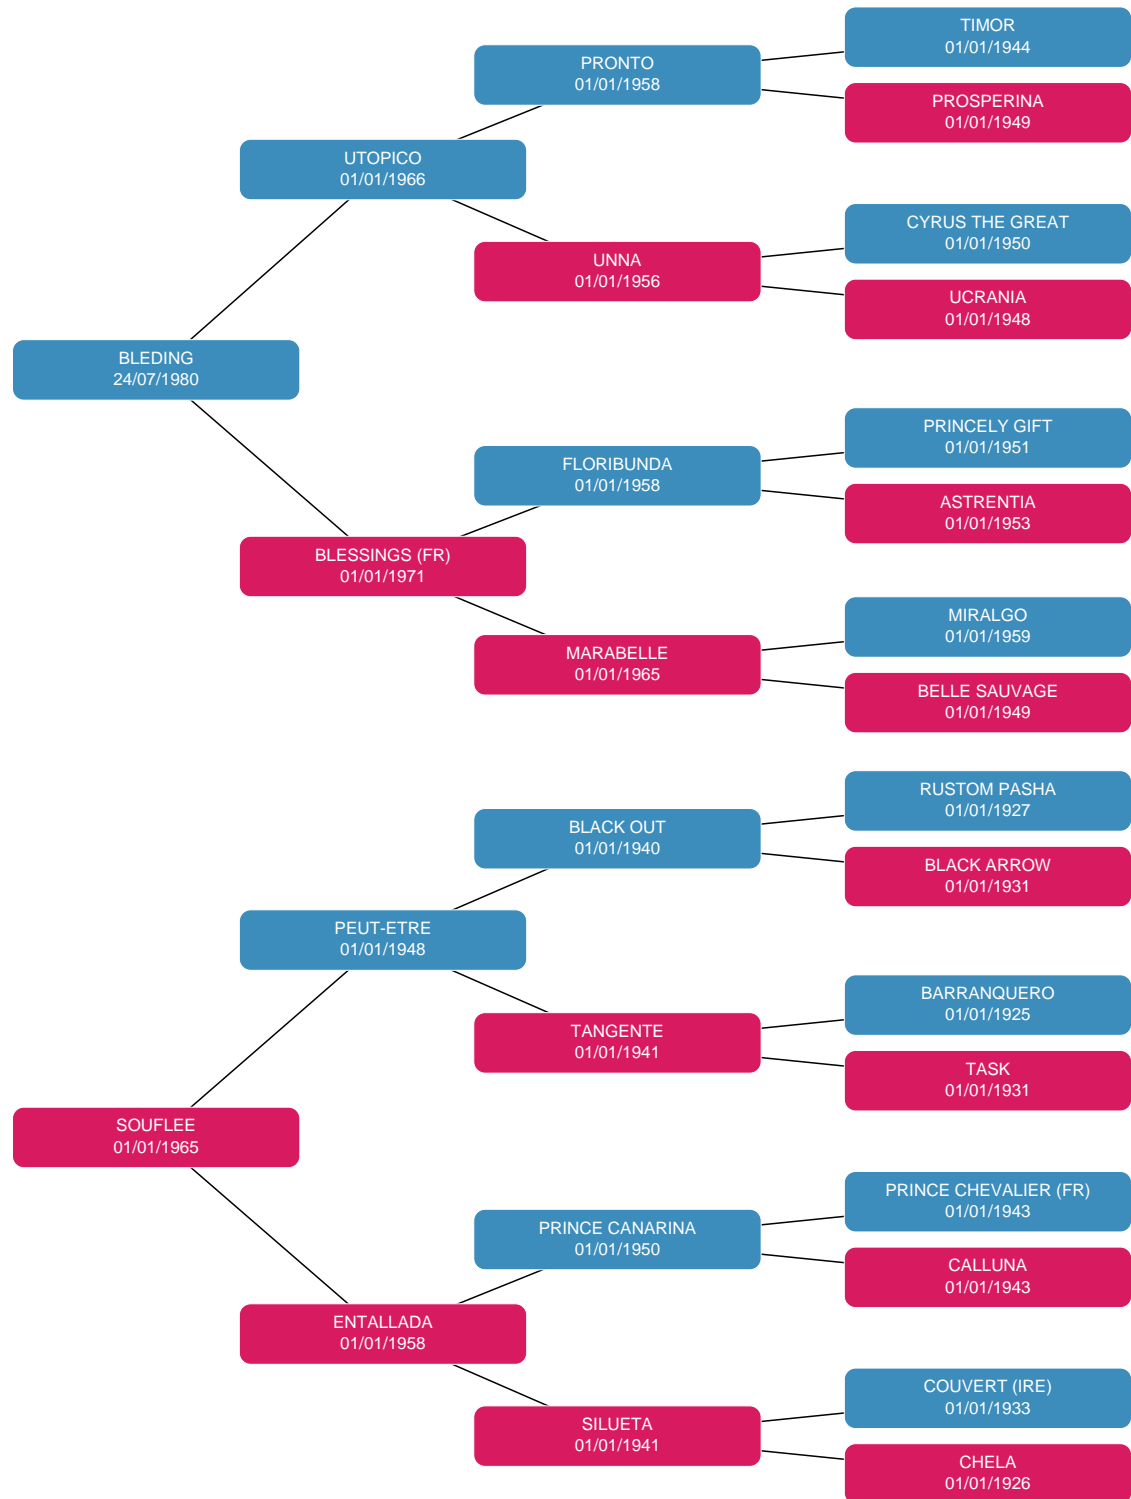 TIMOR
01/01/1944
PRONTO
01/01/1958
PROSPERINA
01/01/1949
UTOPICO
01/01/1966
CYRUS THE GREAT
01/01/1950
UNNA
01/01/1956
UCRANIA
01/01/1948
BLEDING
24/07/1980
PRINCELY GIFT
01/01/1951
FLORIBUNDA
01/01/1958
ASTRENTIA
01/01/1953
BLESSINGS (FR)
01/01/1971
MIRALGO
01/01/1959
MARABELLE
01/01/1965
BELLE SAUVAGE
01/01/1949
RUSTOM PASHA
01/01/1927
BLACK OUT
01/01/1940
BLACK ARROW
01/01/1931
PEUT-ETRE
01/01/1948
BARRANQUERO
01/01/1925
TANGENTE
01/01/1941
TASK
01/01/1931
SOUFLEE
01/01/1965
PRINCE CHEVALIER (FR)
01/01/1943
PRINCE CANARINA
01/01/1950
CALLUNA
01/01/1943
ENTALLADA
01/01/1958
COUVERT (IRE)
01/01/1933
SILUETA
01/01/1941
CHELA
01/01/1926